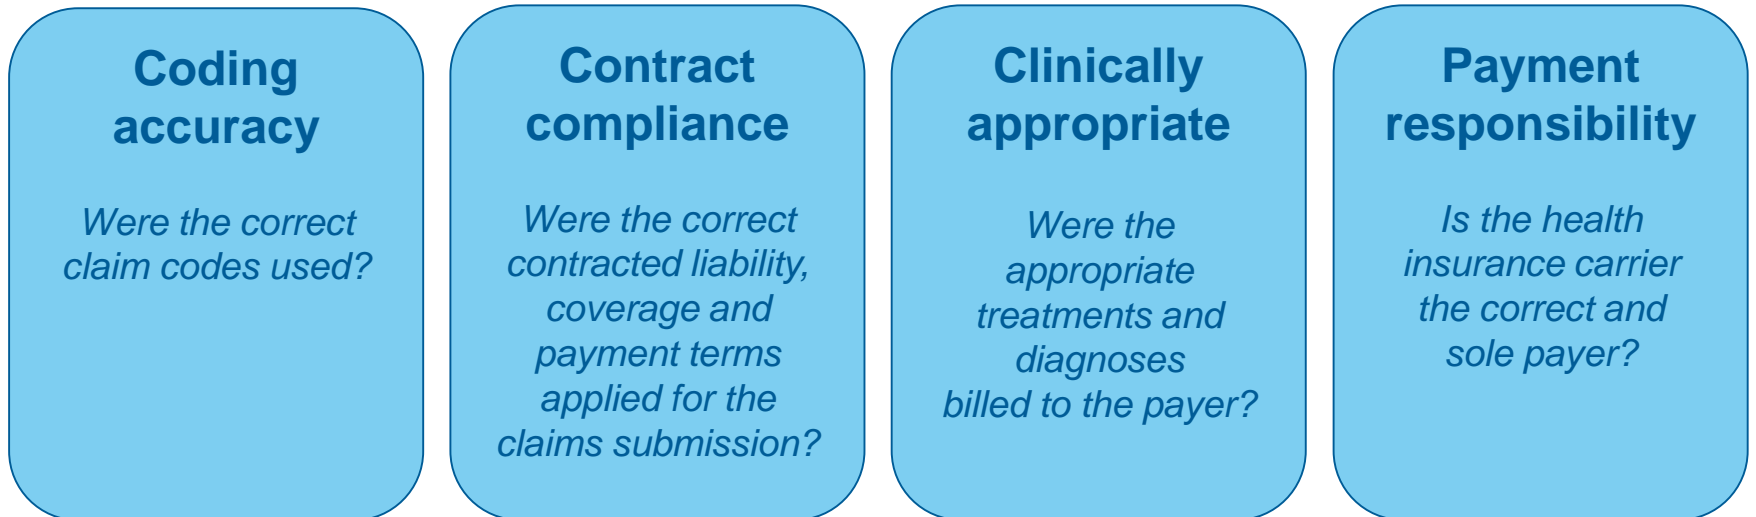 Coding
accuracy
Were the correct
claim codes used?
Contract
compliance
Were the correct
contracted liability,
coverage and
payment terms
applied for the
claims submission?
Clinically
appropriate
Were the
appropriate
treatments and
diagnoses
billed to the payer?
Payment
responsibility
Is the health
insurance carrier
the correct and
sole payer?